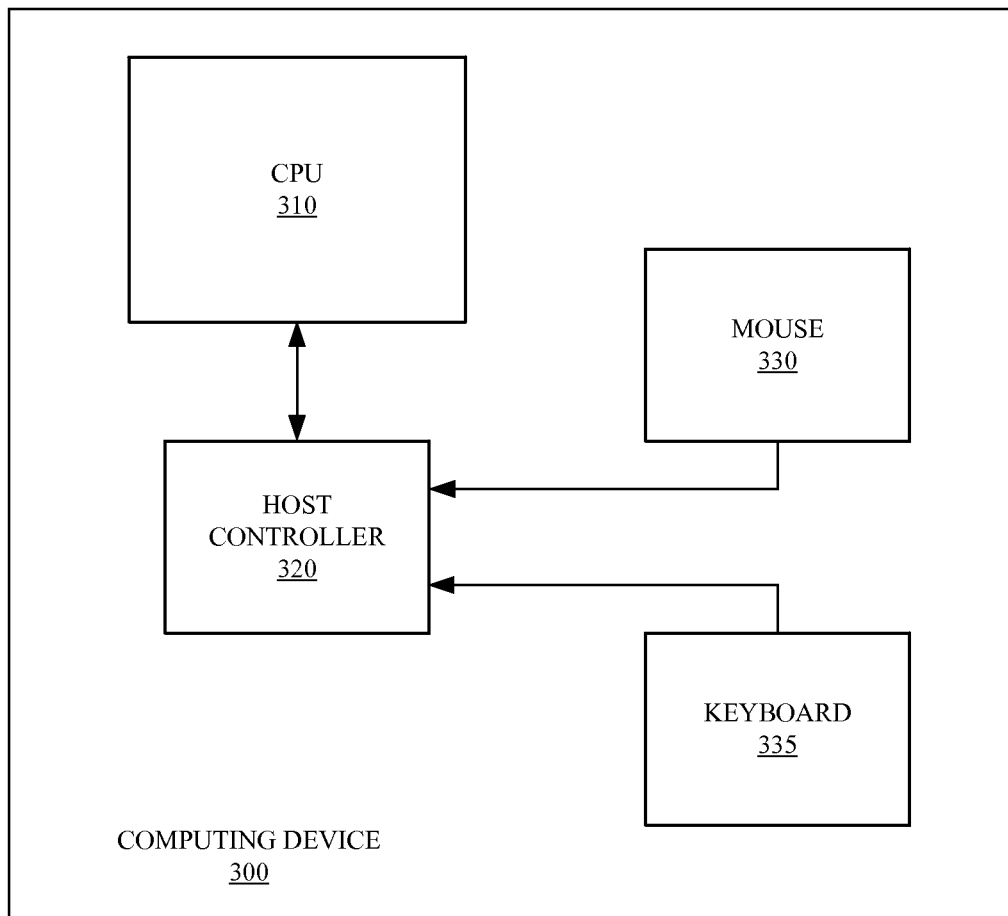 CPU
310
MOUSE
330
HOST
CONTROLLER
320
KEYBOARD
335
COMPUTING DEVICE
300